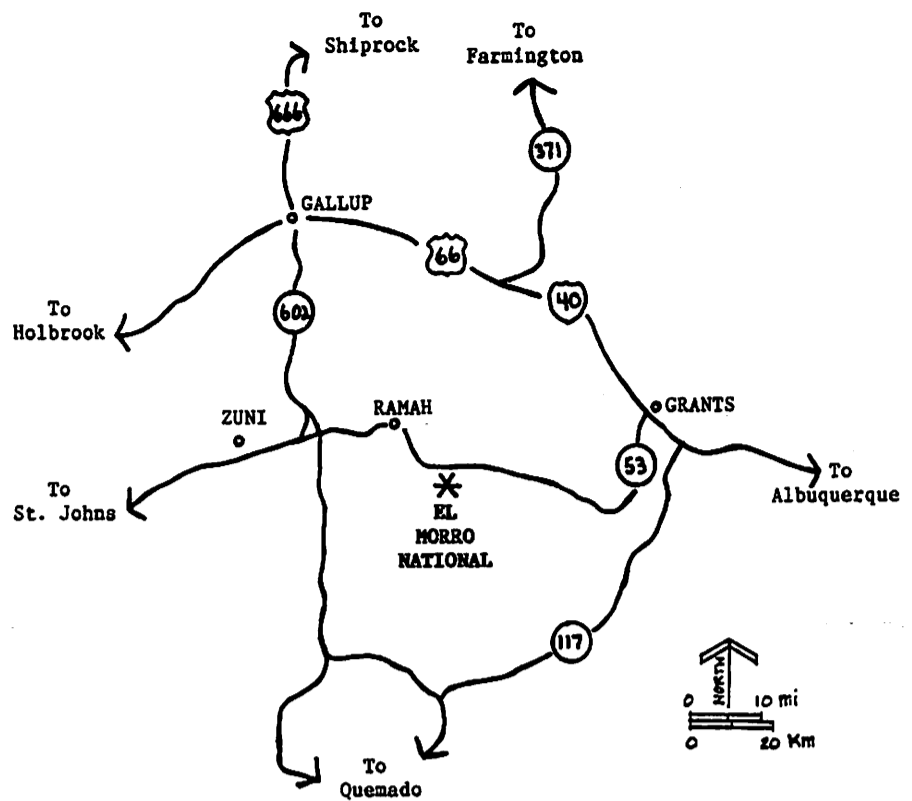 To
Shiprock
To
Farmington
666
371
GALLUP
66
40
602
To
Holbrook
ZUNI
RAMAH
GRANTS
53
To
St. Johns
EL
MORRO
NATIONAL
To
Albuquerque
117
NORTH
0 10 mi
0 20 Km
To
Quemado